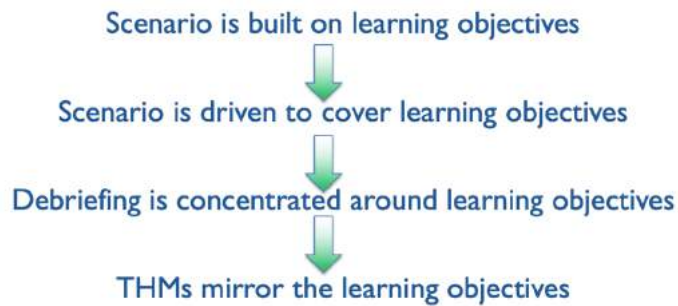 Scenario is built on learning objectives
Scenario is driven to cover learning objectives
Debriefing is concentrated around learning objectives
THMs mirror the learning objectives